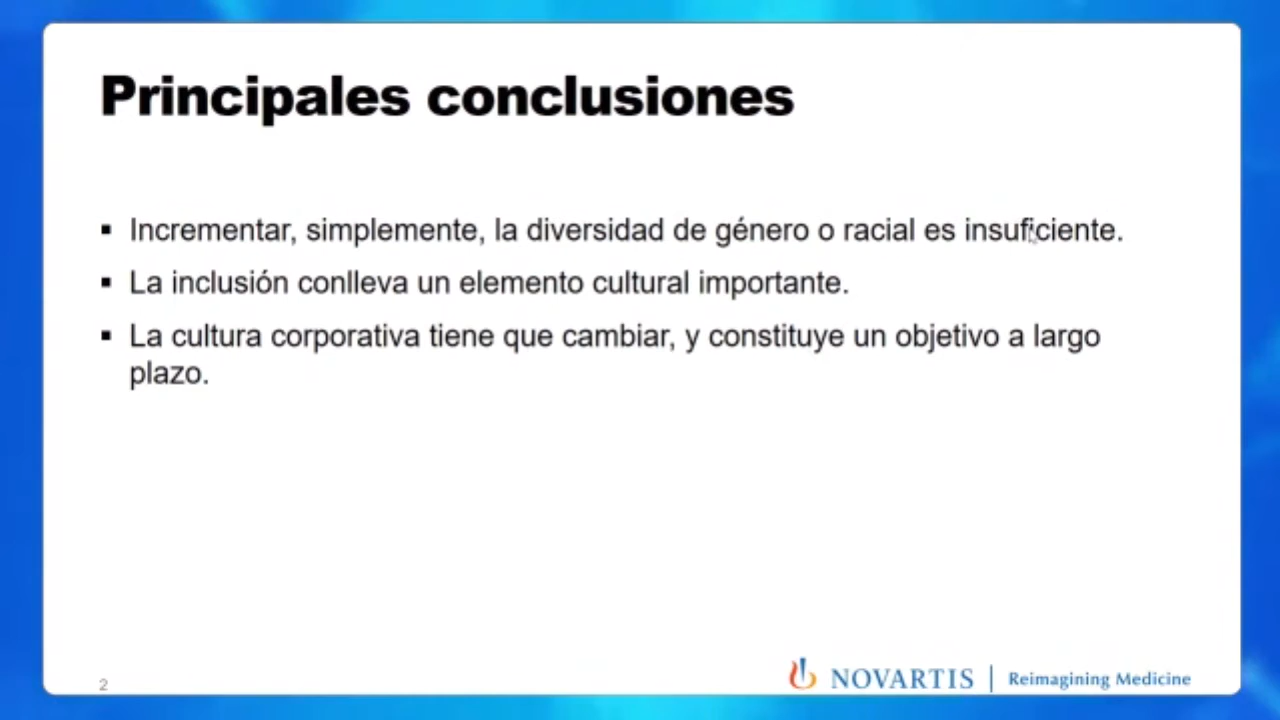 Principales conclusiones
▪ Incrementar, simplemente, la diversidad de género o racial es insuficiente.
▪ La inclusión conlleva un elemento cultural importante.
▪ La cultura corporativa tiene que cambiar, y constituye un objetivo a largo
plazo.
2
NOVARTIS | Reimagining Medicine